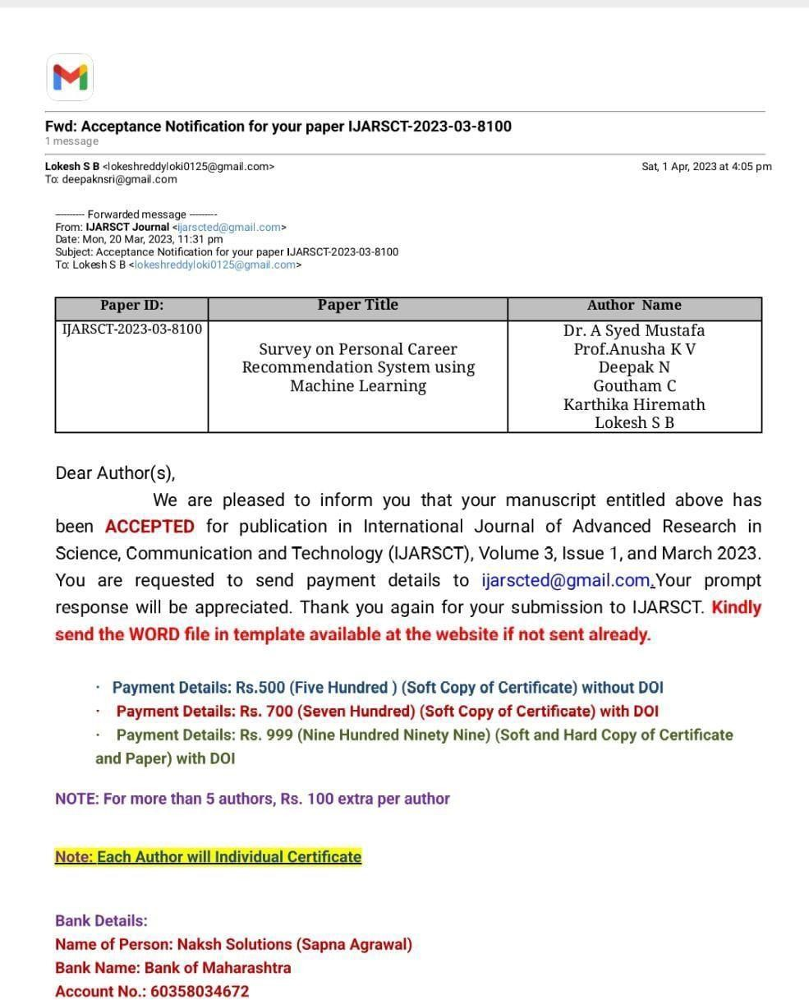 Fwd: Acceptance Notification for your paper IJARSCT-2023-03-8100
1 message
Lokesh S B <lokeshreddyloki0125@gmail.com> Sat, 1 Apr, 2023 at 4:05 pm
To: deepaknsri@gmail.com
---------- Forwarded message ---------
From: IJARSCT Journal <ijarscted@gmail.com>
Date: Mon, 20 Mar, 2023, 11:31 pm
Subject: Acceptance Notification for your paper IJARSCT-2023-03-8100
To: Lokesh S B <lokeshreddyloki0125@gmail.com>
Paper ID: Paper Title Author Name
IJARSCT-2023-03-8100
Survey on Personal Career
Recommendation System using
Machine Learning
Dr. A Syed Mustafa
Prof.Anusha K V
Deepak N
Goutham C
Karthika Hiremath
Lokesh S B
Dear Author(s),
We are pleased to inform you that your manuscript entitled above has
been ACCEPTED for publication in International Journal of Advanced Research in
Science, Communication and Technology (IJARSCT), Volume 3, Issue 1, and March 2023.
You are requested to send payment details to ijarscted@gmail.com.Your prompt
response will be appreciated. Thank you again for your submission to IJARSCT. Kindly
send the WORD file in template available at the website if not sent already.
· Payment Details: Rs.500 (Five Hundred ) (Soft Copy of Certificate) without DOI
· Payment Details: Rs. 700 (Seven Hundred) (Soft Copy of Certificate) with DOI
· Payment Details: Rs. 999 (Nine Hundred Ninety Nine) (Soft and Hard Copy of Certificate
and Paper) with DOI
NOTE: For more than 5 authors, Rs. 100 extra per author
Note: Each Author will Individual Certificate
Bank Details:
Name of Person: Naksh Solutions (Sapna Agrawal)
Bank Name: Bank of Maharashtra
Account No.: 60358034672